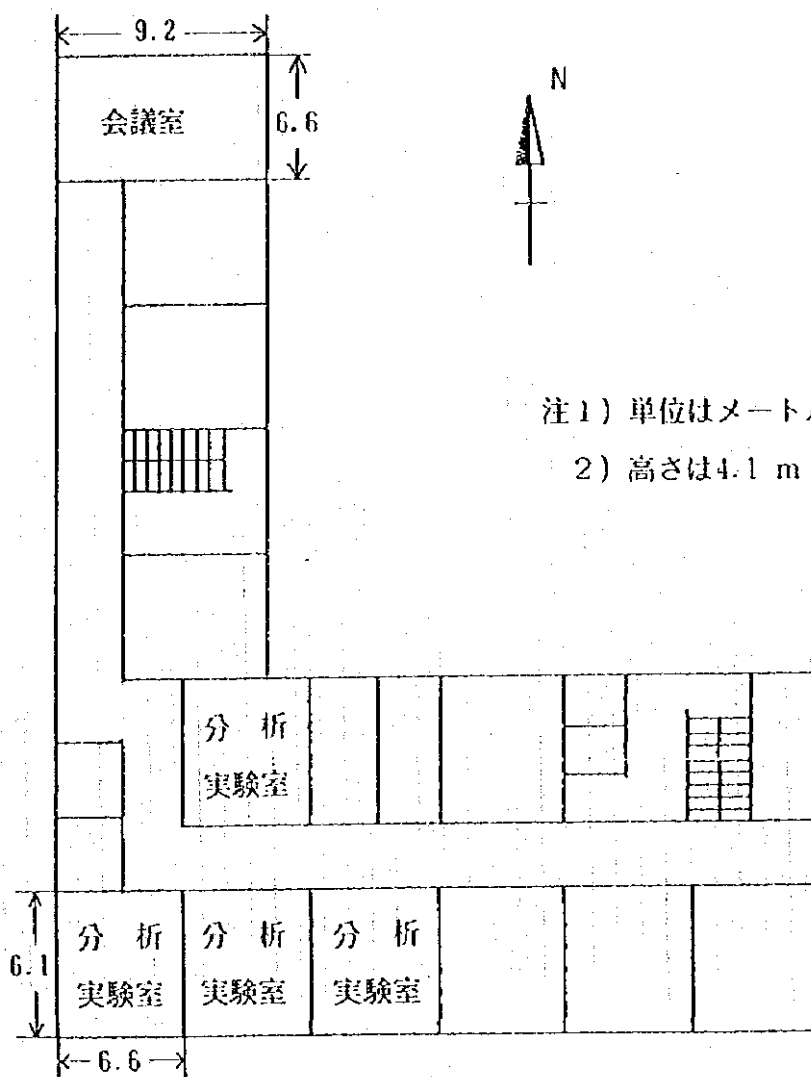 9.2
会議室
6.6
N
注1) 単位はメートル
2) 高さは4.1 m
分 析
実験室
6.1
分 析
実験室
分 析
実験室
分 析
実験室
6.6